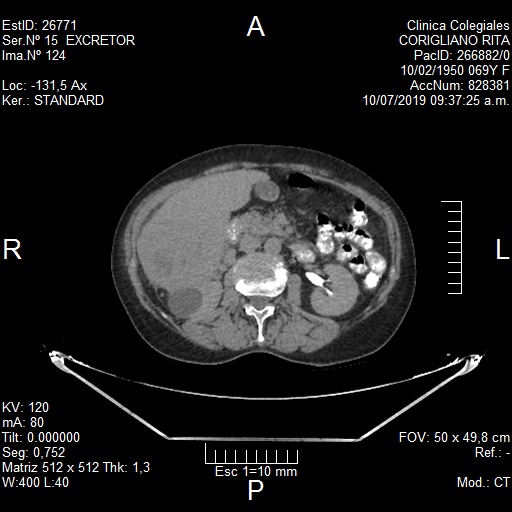 EstID: 26771
Ser.Nº 15 EXCRETOR
Ima.Nº 124
Loc: -131,5 Ax
Ker.: STANDARD
A
Clinica Colegiales
CORIGLIANO RITA
PacID: 266882/0
10/02/1950 069Y F
AccNum: 828381
10/07/2019 09:37:25 a.m.
R
L
KV: 120
mA: 80
Tilt: 0.000000
Seg: 0,752
Matriz 512 x 512 Thk: 1,3
W:400 L:40
Esc 1=10 mm
P
FOV: 50 x 49,8 cm
Ref.: -
Mod.: CT